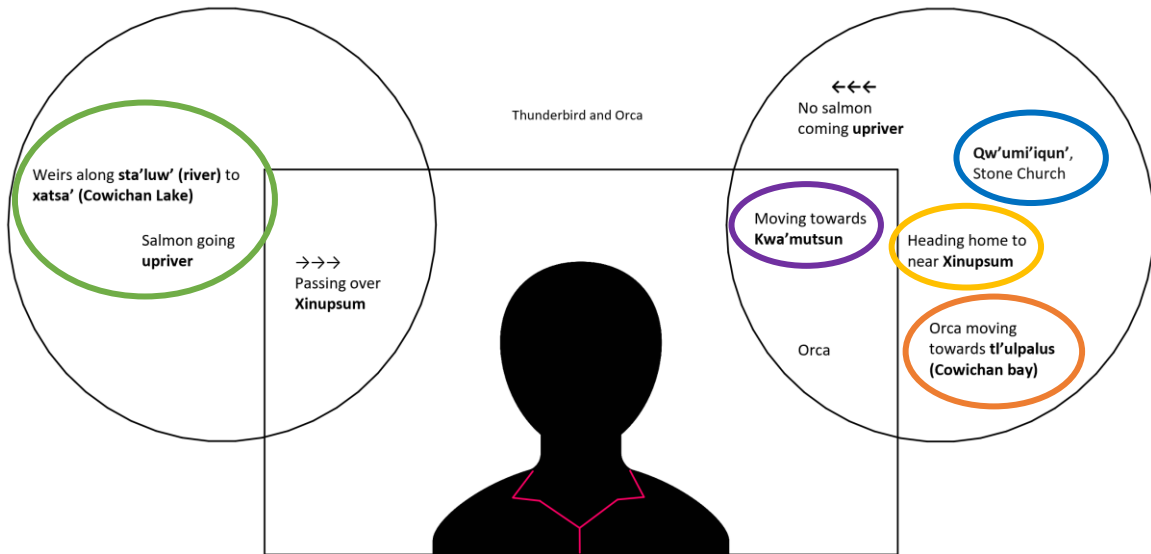 Weirs along sta’luw’ (river) to
xatsa’ (Cowichan Lake)
Salmon going
upriver
→→→
Passing over
Xinupsum
Thunderbird and Orca
←←←
No salmon
coming upriver
Qw’umi’iqun’,
Stone Church
Moving towards
Kwa’mutsun
Heading home to
near Xinupsum
Orca moving
towards tl’ulpalus
(Cowichan bay)
Orca